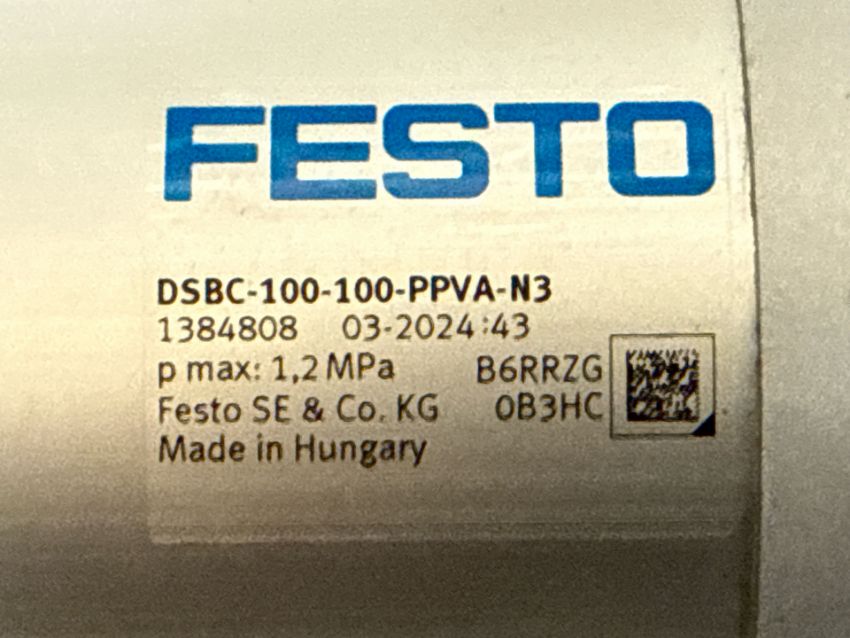 FESTO
DSBC-100-100-PPVA-N3
1384808 03-2024:43
p max: 1,2 MPa B6RRZG
Festo SE & Co. KG 0B3HC
Made in Hungary